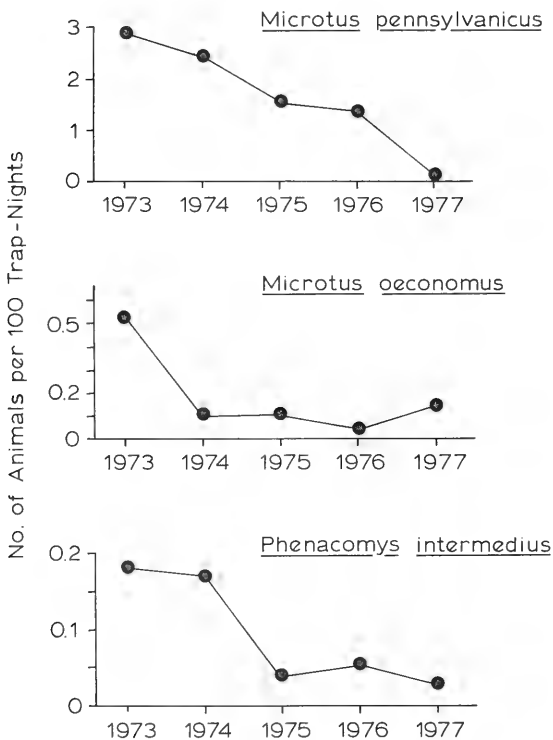 Microtus pennsylvanicus
3
2
1
0
1973 1974 1975 1976 1977
No. of Animals per 100 Trap-Nights
Microtus oeconomus
0.5
0.2
0
1973 1974 1975 1976 1977
Phenacomys intermedius
0.2
0.1
0
1973 1974 1975 1976 1977